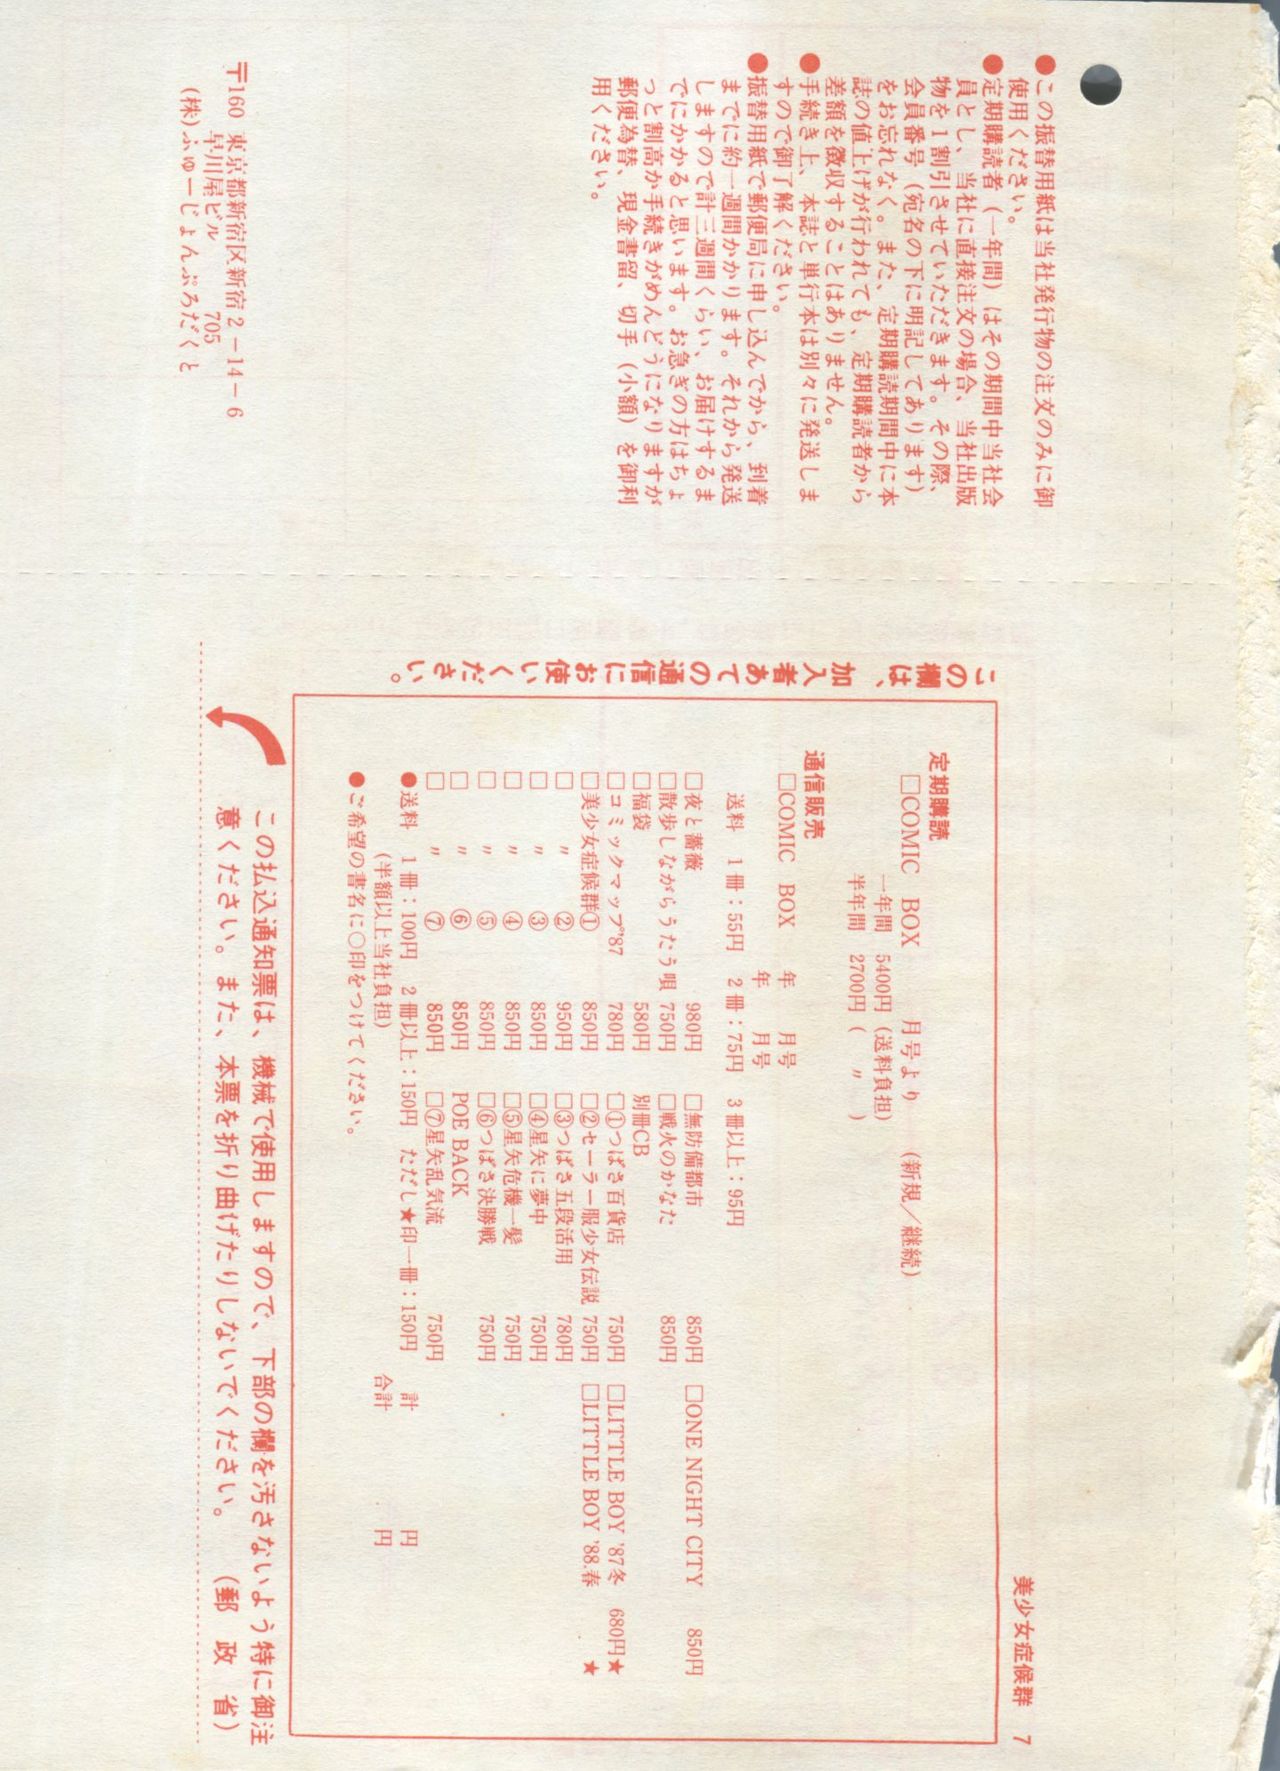 ●この振替用紙は当社発行物の注文のみに御
使用ください。
●定期購読者（一年間）はその期間中当社会
員とし、当社に直接注文の場合、当社出版
物を1割引させていただきます。その際、
会員番号（宛名の下に明記してあります）
をお忘れなく。また、定期購読期間中に本
誌の値上げが行われても、定期購読者から
差額を徴収することはありません。
●手続き上、本誌と単行本は別々に発送しま
すので御了解ください。
●振替用紙で郵便局に申し込んでから、到着
までに約一週間かかります。それから発送
しますので計三週間くらい、お届けするま
でにかかると思います。お急ぎの方はちょ
っと割高か手続きがめんどうになりますが
郵便為替、現金書留、切手（小額）を御利
用ください。
〒160 東京都新宿区新宿2－14－6
早川屋ビル 705
(株)ふゅーじょんぷろだくと
美少女症候群 7
この欄は、加入者あての通信にお使いください。
定期購読
□COMIC BOX 月号より （新規／継続）
一年間 5400円（送料負担）
半年間 2700円（ 〃 ）
通信販売
□COMIC BOX 年 月号
年 月号
送料 1冊：55円 2冊：75円 3冊以上：95円
□夜と薔薇 980円 □無防備都市 850円 □ONE NIGHT CITY 850円
□散歩しながらうたう唄 750円 □戦火のかなた 850円
□福袋 580円 別冊CB
□コミックマップ'87 780円 □①つばさ百貨店 750円 □LITTLE BOY '87冬 680円★
□美少女症候群① 850円 □②セーラー服少女伝説 750円 □LITTLE BOY '88.春 ★
□ 〃 ② 950円 □③つばさ五段活用 780円
□ 〃 ③ 850円 □④星矢に夢中 750円
□ 〃 ④ 850円 □⑤星矢危機一髪 750円
□ 〃 ⑤ 850円 □⑥つばさ決勝戦 750円
□ 〃 ⑥ 850円 POE BACK
□ 〃 ⑦ 850円 □⑦星矢乱気流 750円
●送料 1冊：100円 2冊以上：150円 ただし★印一冊：150円 計 円
(半額以上当社負担) 合計 円
●ご希望の書名に○印をつけてください。
この払込通知票は、機械で使用しますので、下部の欄を汚さないよう特に御注
意ください。また、本票を折り曲げたりしないでください。（郵政省）